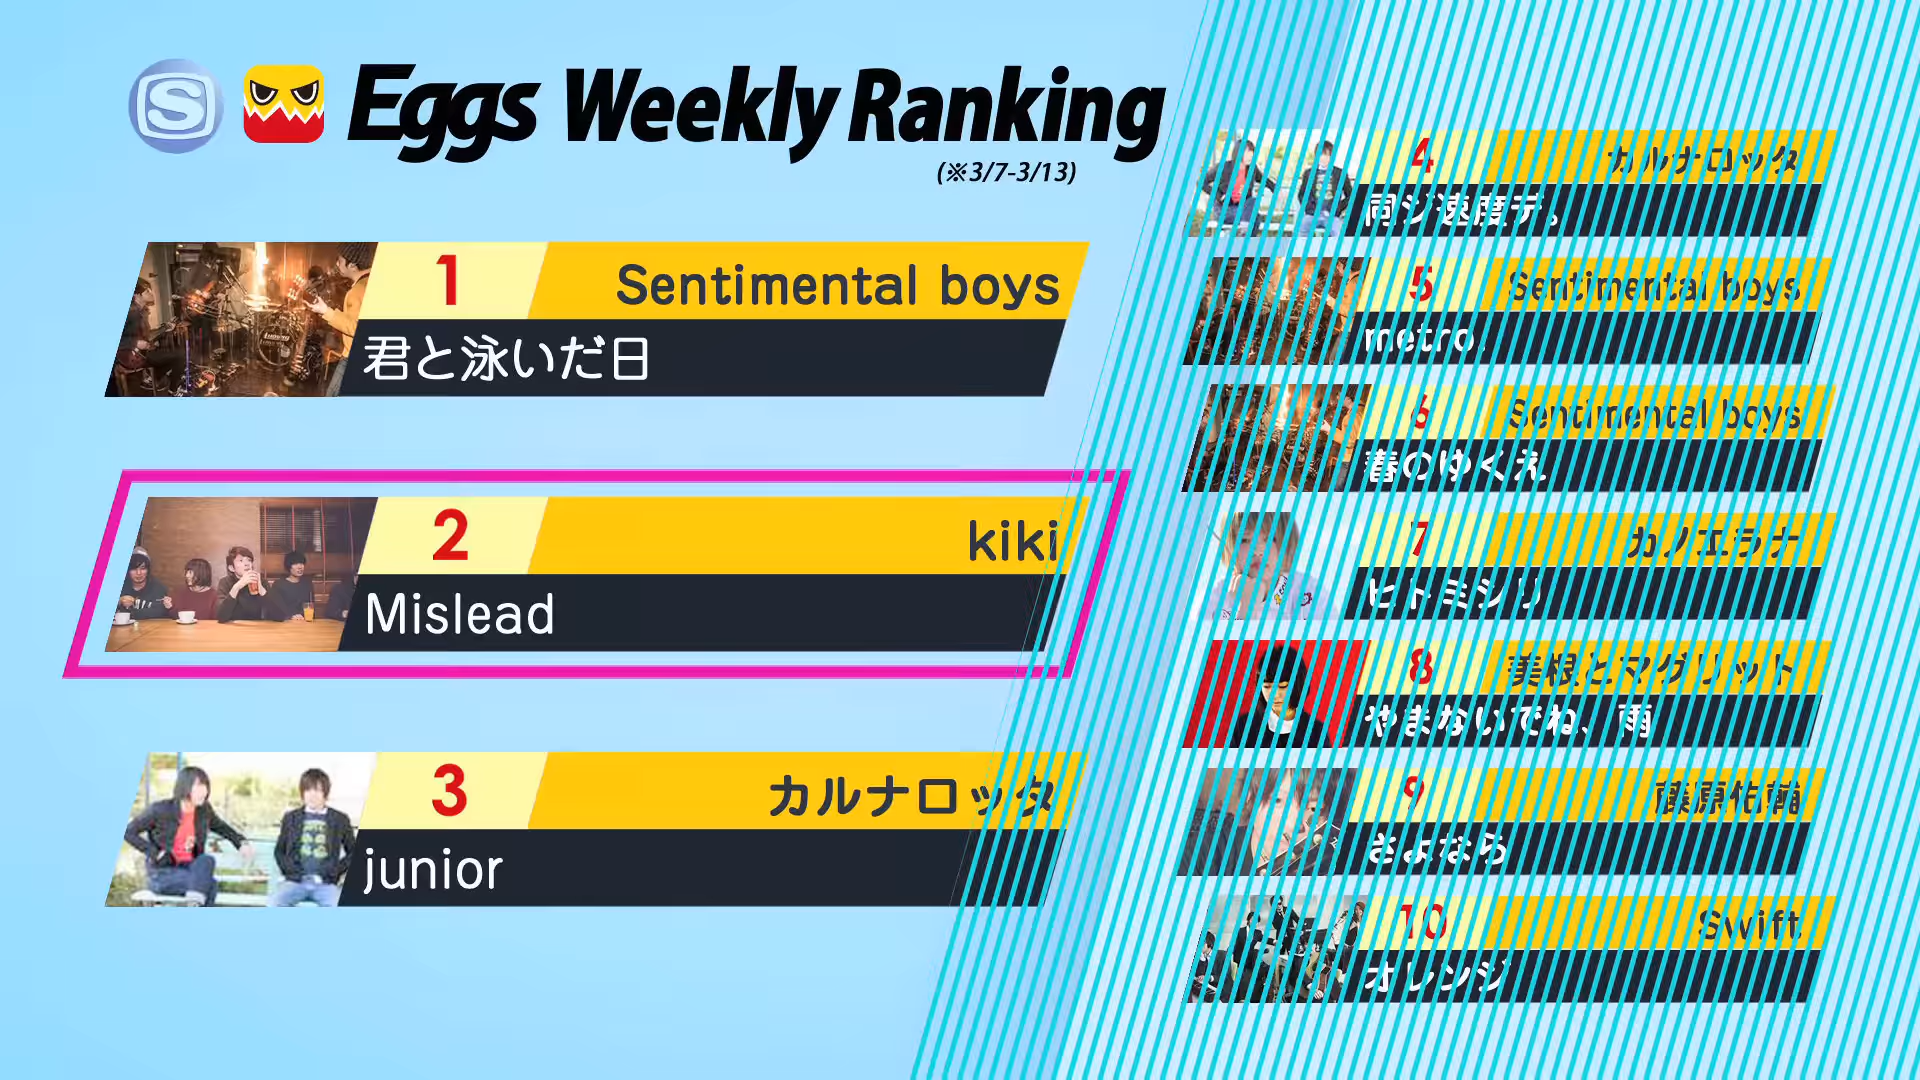 S
Eggs Weekly Ranking
(※3/7-3/13)
1
Sentimental boys
君と泳いだ日
2
kiki
Mislead
3
カルナロッタ
junior
4
カルナロッタ
同ジ速度デ。
5
Sentimental boys
metro.
6
Sentimental boys
春のゆくえ
7
カノエラナ
ヒトミシリ
8
美根とマグリット
やまないでね、雨
9
藤原佑輔
さよなら
10
Swift
オレンジ